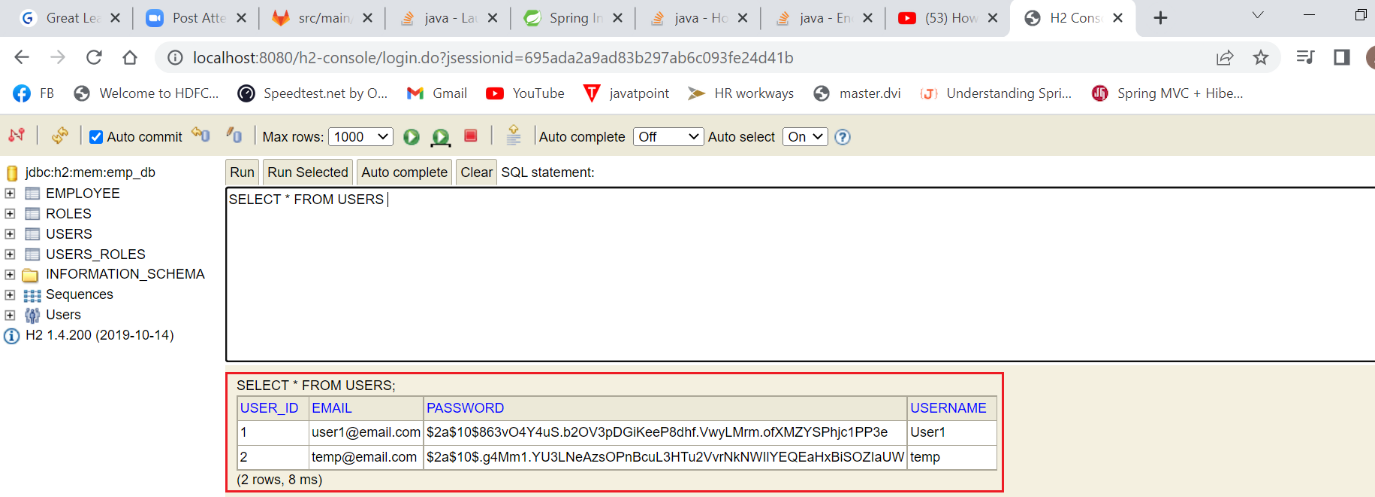 Great Lea
Post Atte
src/main/
java - Lau
Spring In
java - Ho
java - En
(53) How
H2 Cons
localhost:8080/h2-console/login.do?jsessionid=695ada2a9ad83b297ab6c093fe24d41b
FB
Welcome to HDFC...
Speedtest.net by O...
Gmail
YouTube
javatpoint
HR workways
master.dvi
Understanding Spri...
Spring MVC + Hibe...
Auto commit
Max rows: 1000
Auto complete Off
Auto select On
jdbc:h2:mem:emp_db
EMPLOYEE
ROLES
USERS
USERS_ROLES
INFORMATION_SCHEMA
Sequences
Users
H2 1.4.200 (2019-10-14)
Run Run Selected Auto complete Clear SQL statement:
SELECT * FROM USERS
SELECT * FROM USERS;
USER_ID EMAIL PASSWORD USERNAME
1 user1@email.com $2a$10$863vO4Y4uS.b2OV3pDGiKeeP8dhf.VwyLMrm.ofXMZYSPhjc1PP3e User1
2 temp@email.com $2a$10$.g4Mm1.YU3LNeAzsOPnBcuL3HTu2VvrNkNWIlYEQEaHxBiSOZIaUW temp
(2 rows, 8 ms)